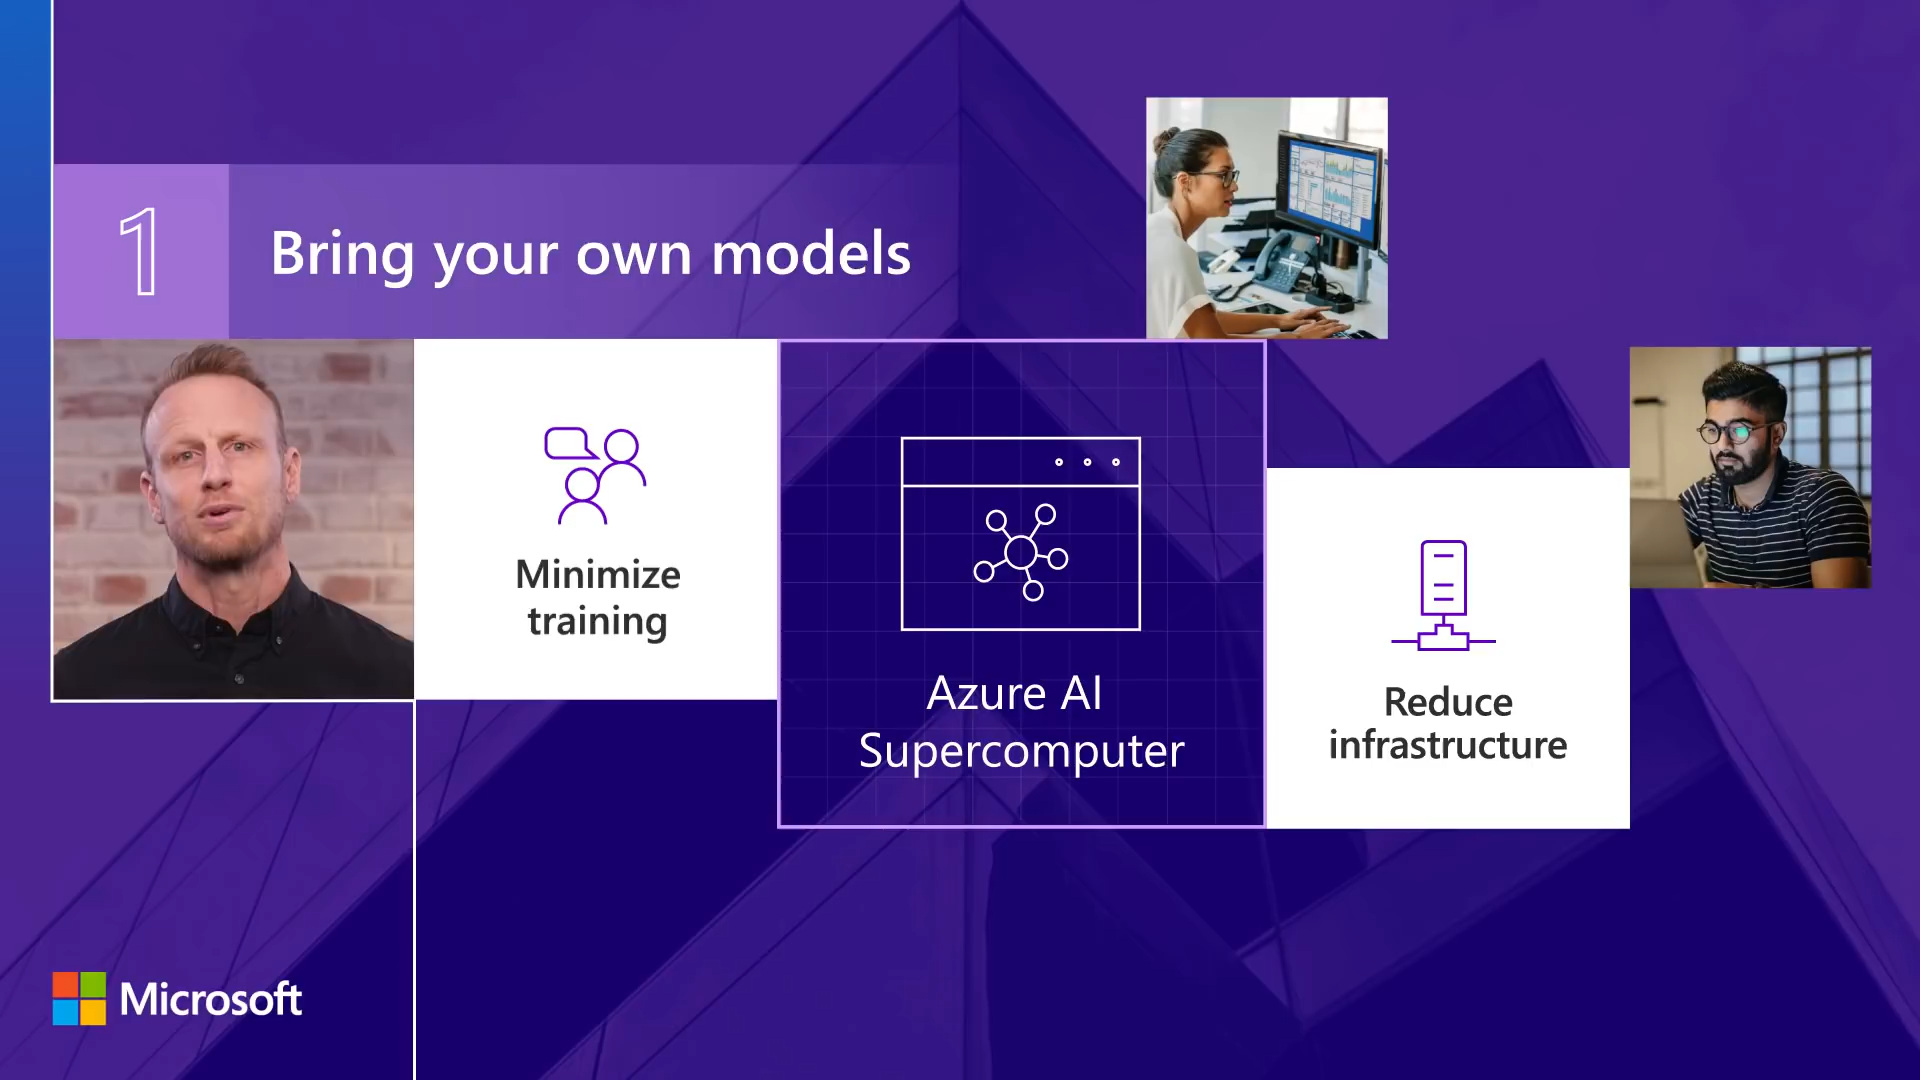 1
Bring your own models
Minimize
training
Azure AI
Supercomputer
Reduce
infrastructure
Microsoft